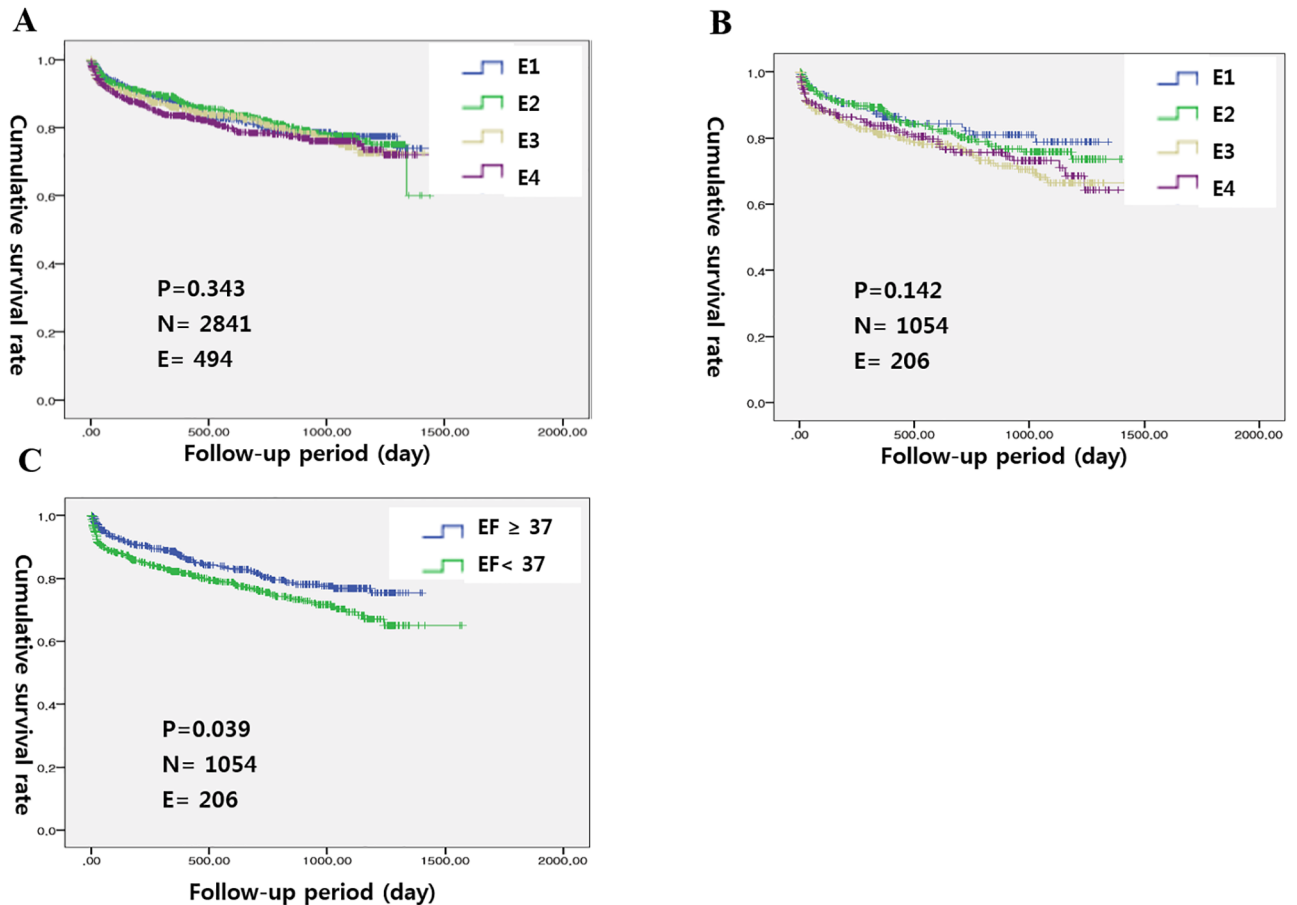 A
1.0
0.8
0.6
0,4
0,2
0,0
.00
500.00
1000.00
1500.00
2000.00
Cumulative survival rate
Follow-up period (day)
E1
E2
E3
E4
P=0.343
N= 2841
E= 494
B
1.0
0.8
0.6
0.4
0,2
0,0
.00
500.00
1000.00
1500.00
2000.00
Cumulative survival rate
Follow-up period (day)
E1
E2
E3
E4
P=0.142
N= 1054
E= 206
C
1.0
0.8
0.6
0.4
0.2
0.0
.00
500.00
1000.00
1500.00
2000.00
Cumulative survival rate
Follow-up period (day)
EF ≥ 37
EF< 37
P=0.039
N= 1054
E= 206